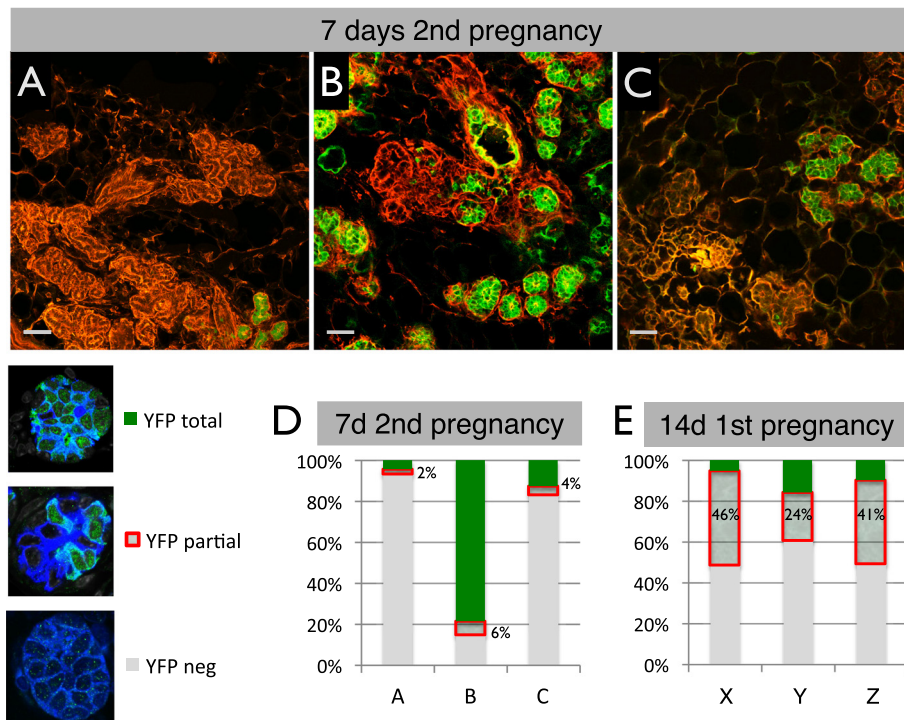 7 days 2nd pregnancy
A
B
C
YFP total
YFP partial
YFP neg
D
7d 2nd pregnancy
100%
80%
60%
40%
20%
0%
2%
6%
4%
A
B
C
E
14d 1st pregnancy
100%
80%
60%
40%
20%
0%
46%
24%
41%
X
Y
Z